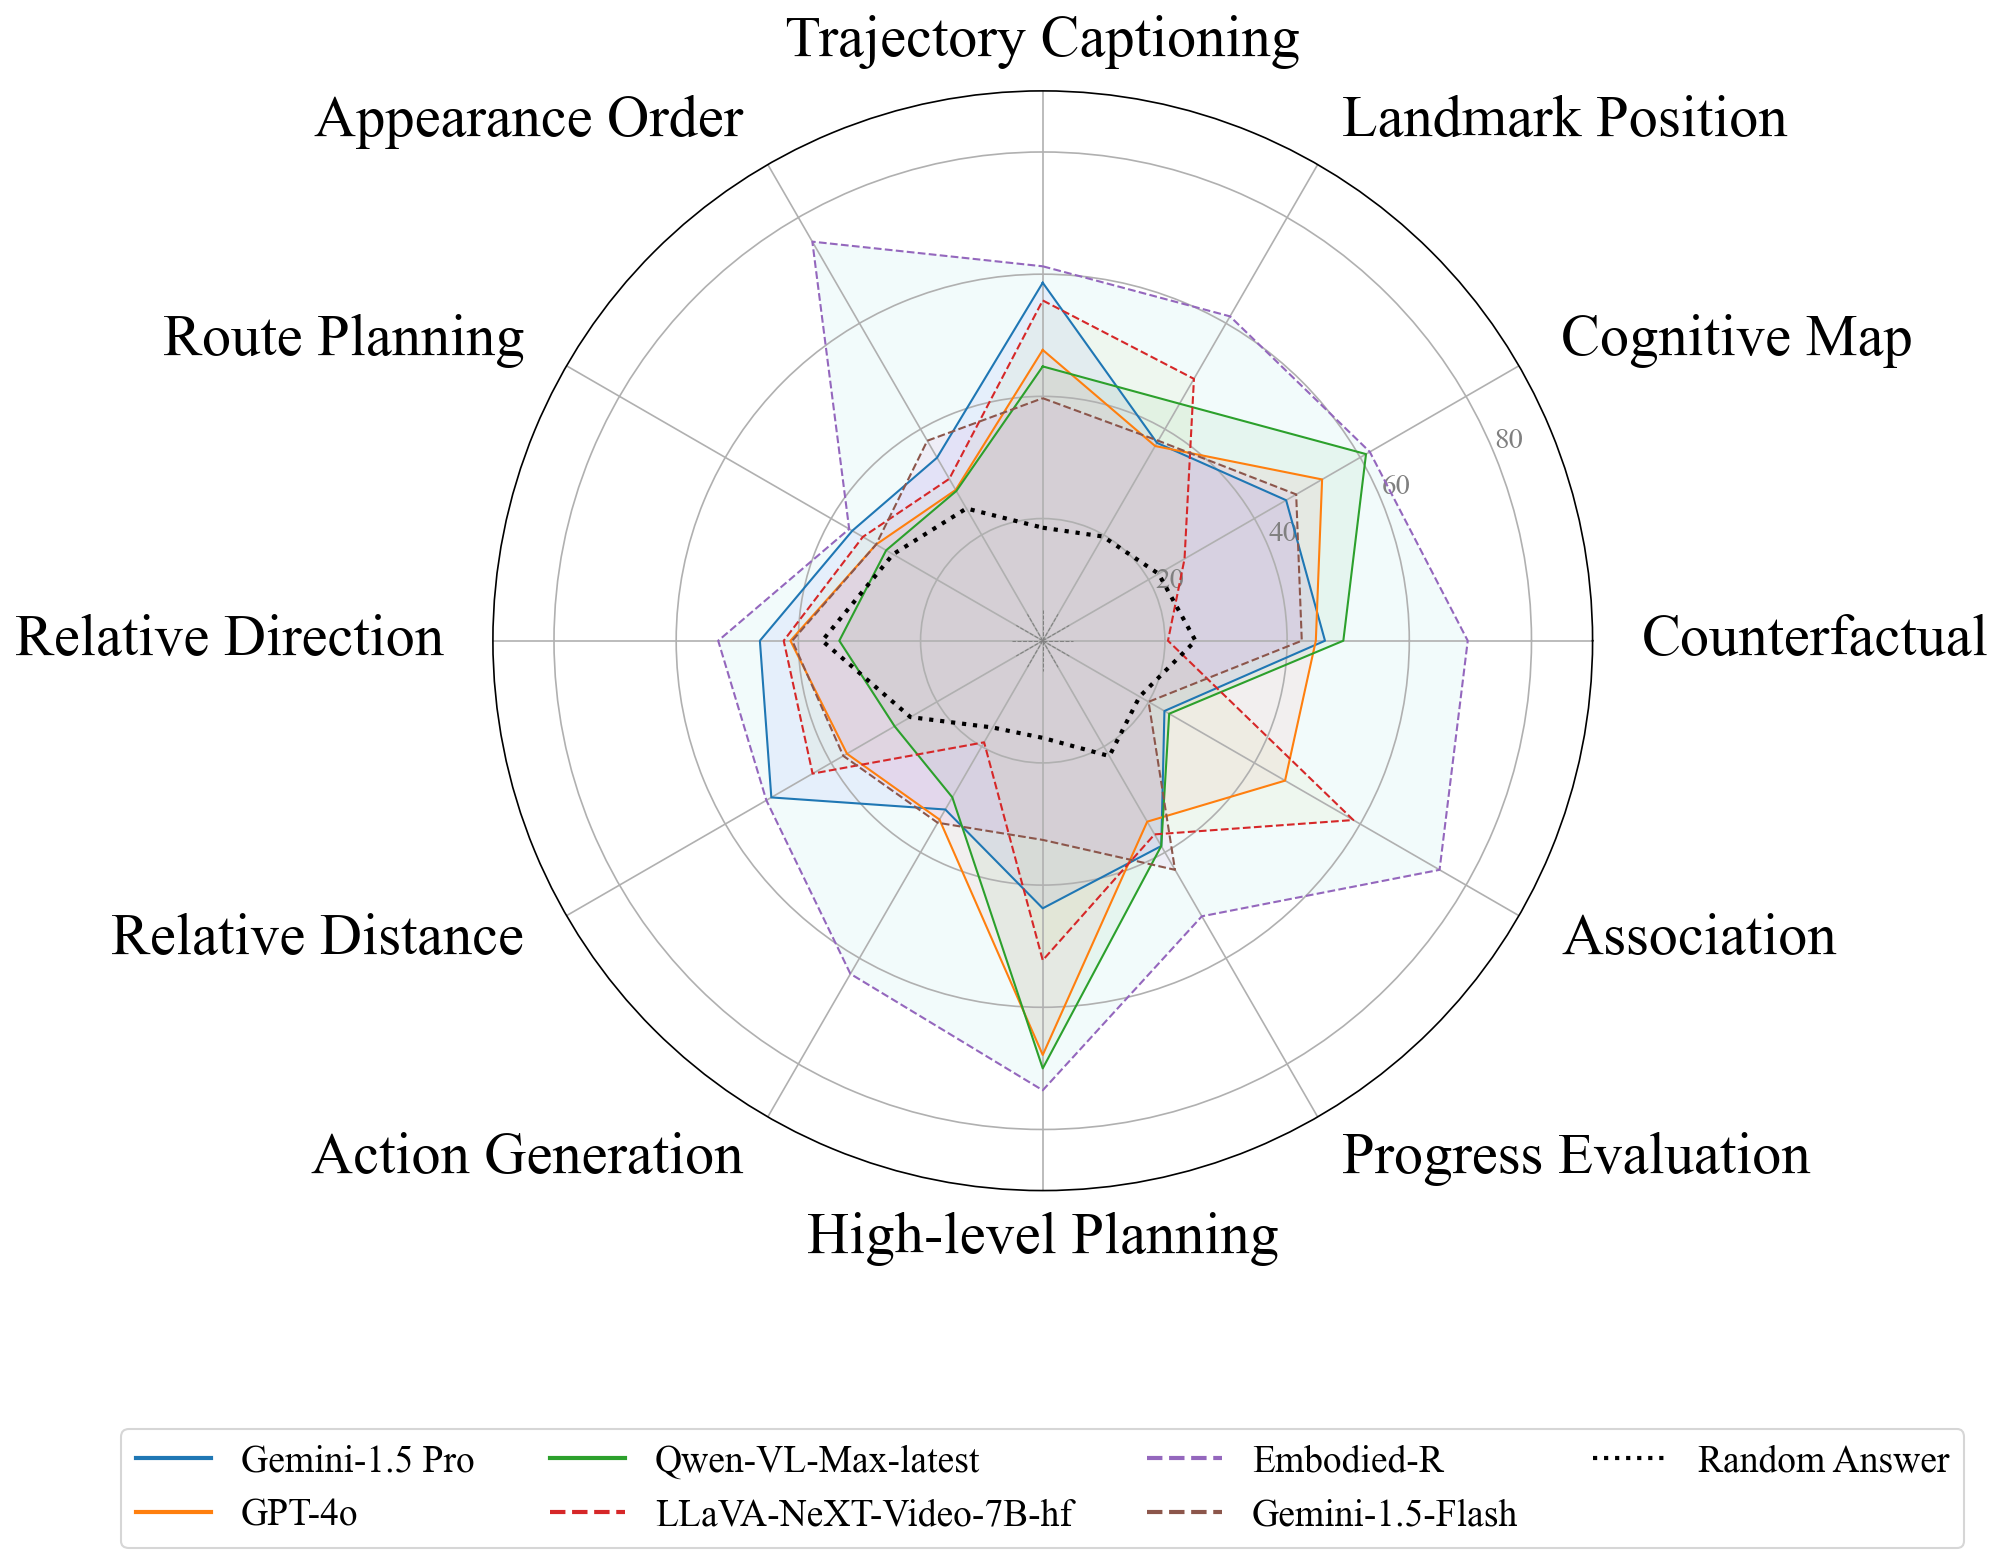 Trajectory Captioning
Appearance Order
Landmark Position
Route Planning
Cognitive Map
80
60
40
20
Relative Direction
Counterfactual
Relative Distance
Association
Action Generation
Progress Evaluation
High-level Planning
Gemini-1.5 Pro
Qwen-VL-Max-latest
Embodied-R
Random Answer
GPT-4o
LLaVA-NeXT-Video-7B-hf
Gemini-1.5-Flash